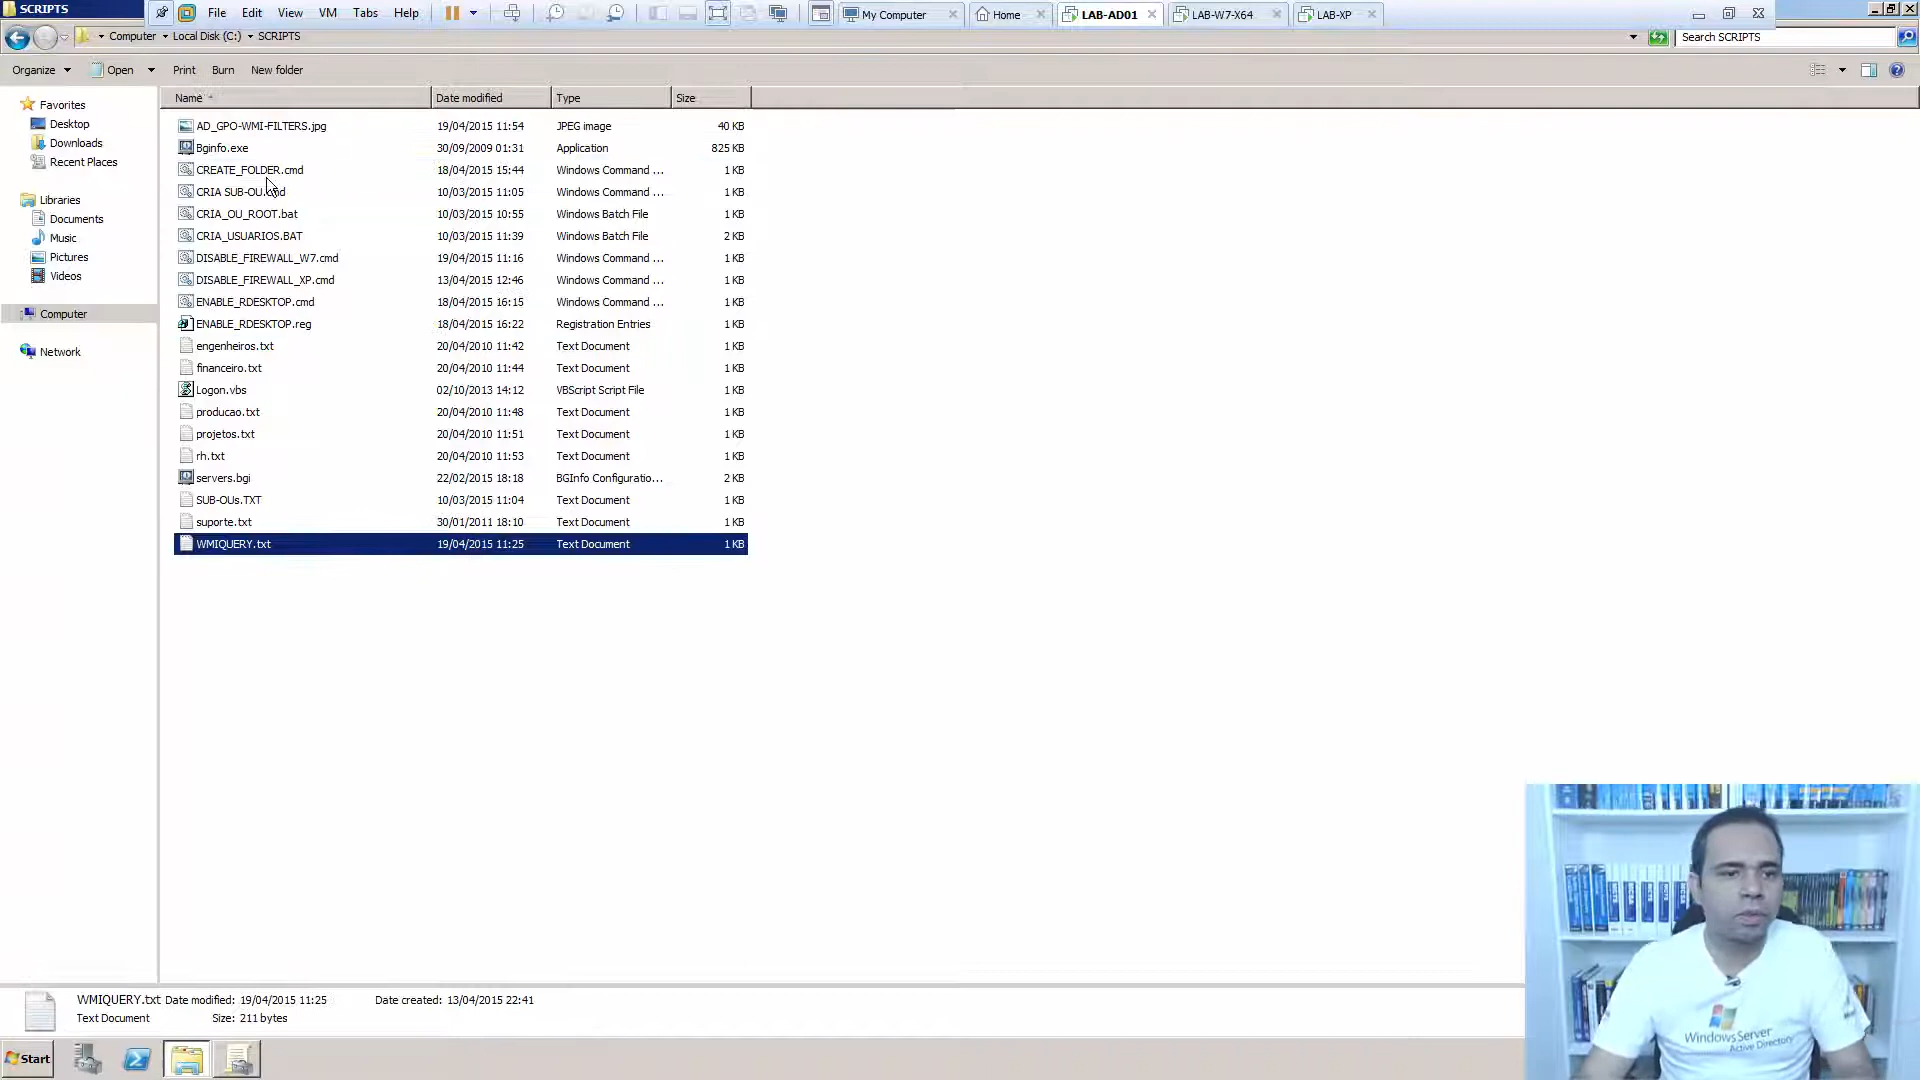 SCRIPTS
File Edit View VM Tabs Help
My Computer Home LAB-AD01 LAB-W7-X64 LAB-XP
Computer Local Disk (C:) SCRIPTS
Search SCRIPTS
Organize Open Print Burn New folder
Favorites
Desktop
Downloads
Recent Places
Libraries
Documents
Music
Pictures
Videos
Computer
Network
Name Date modified Type Size
AD_GPO-WMI-FILTERS.jpg 19/04/2015 11:54 JPEG image 40 KB
Bginfo.exe 30/09/2009 01:31 Application 825 KB
CREATE_FOLDER.cmd 18/04/2015 15:44 Windows Command ... 1 KB
CRIA SUB-OU.cmd 10/03/2015 11:05 Windows Command ... 1 KB
CRIA_OU_ROOT.bat 10/03/2015 10:55 Windows Batch File 1 KB
CRIA_USUARIOS.BAT 10/03/2015 11:39 Windows Batch File 2 KB
DISABLE_FIREWALL_W7.cmd 19/04/2015 11:16 Windows Command ... 1 KB
DISABLE_FIREWALL_XP.cmd 13/04/2015 12:46 Windows Command ... 1 KB
ENABLE_RDESKTOP.cmd 18/04/2015 16:15 Windows Command ... 1 KB
ENABLE_RDESKTOP.reg 18/04/2015 16:22 Registration Entries 1 KB
engenheiros.txt 20/04/2010 11:42 Text Document 1 KB
financeiro.txt 20/04/2010 11:44 Text Document 1 KB
Logon.vbs 02/10/2013 14:12 VBScript Script File 1 KB
producao.txt 20/04/2010 11:48 Text Document 1 KB
projetos.txt 20/04/2010 11:51 Text Document 1 KB
rh.txt 20/04/2010 11:53 Text Document 1 KB
servers.bgi 22/02/2015 18:18 BGInfo Configuratio... 2 KB
SUB-OUs.TXT 10/03/2015 11:04 Text Document 1 KB
suporte.txt 30/01/2011 18:10 Text Document 1 KB
WMIQUERY.txt 19/04/2015 11:25 Text Document 1 KB
WMIQUERY.txt Date modified: 19/04/2015 11:25 Date created: 13/04/2015 22:41
Text Document Size: 211 bytes
Start
Windows Server
Active Directory